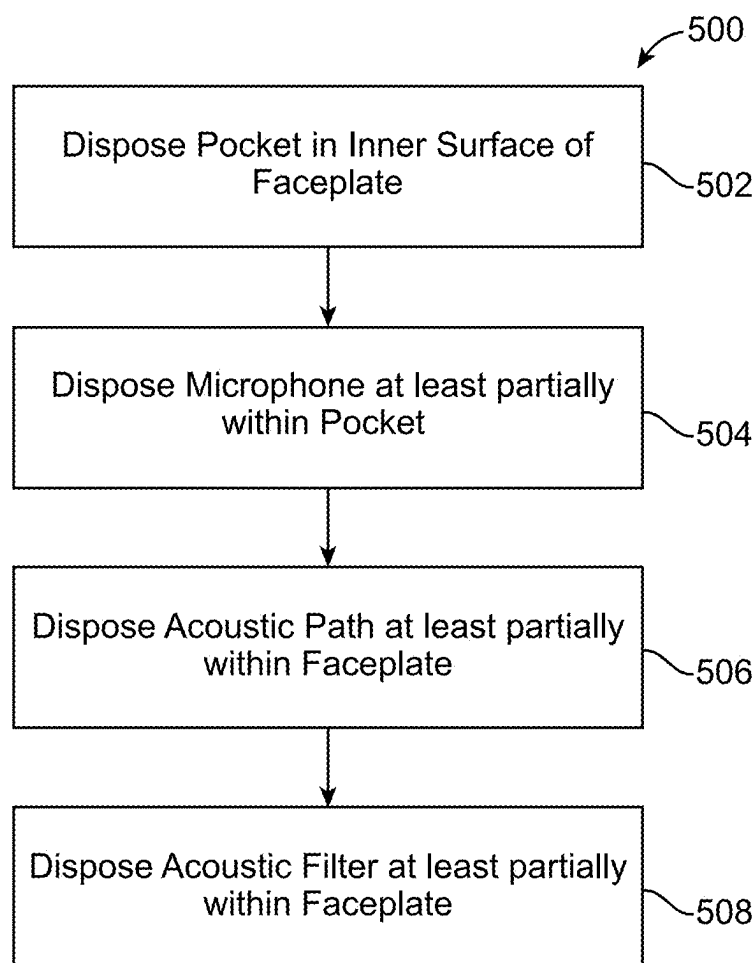 500
Dispose Pocket in Inner Surface of
Faceplate
502
Dispose Microphone at least partially
within Pocket
504
Dispose Acoustic Path at least partially
within Faceplate
506
Dispose Acoustic Filter at least partially
within Faceplate
508